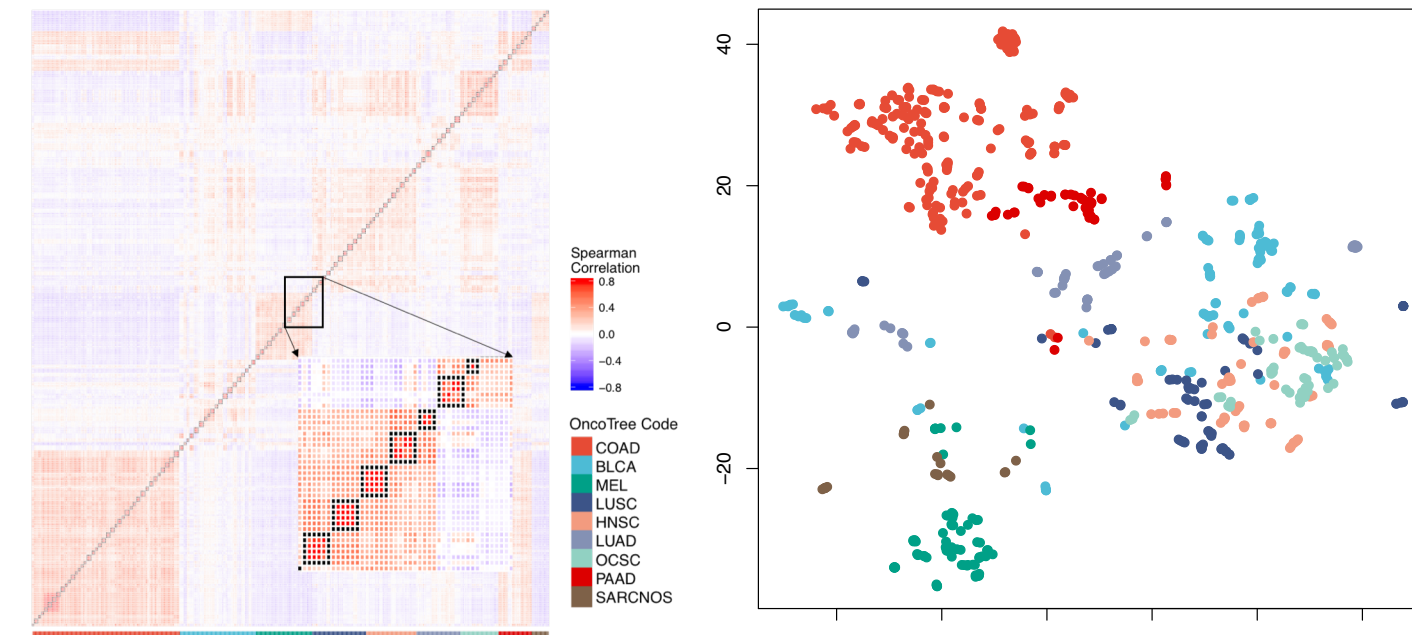 Spearman
Correlation
0.8
0.4
0.0
−0.4
−0.8
OncoTree Code
COAD
BLCA
MEL
LUSC
HNSC
LUAD
OCSC
PAAD
SARCNOS
40
20
0
−20